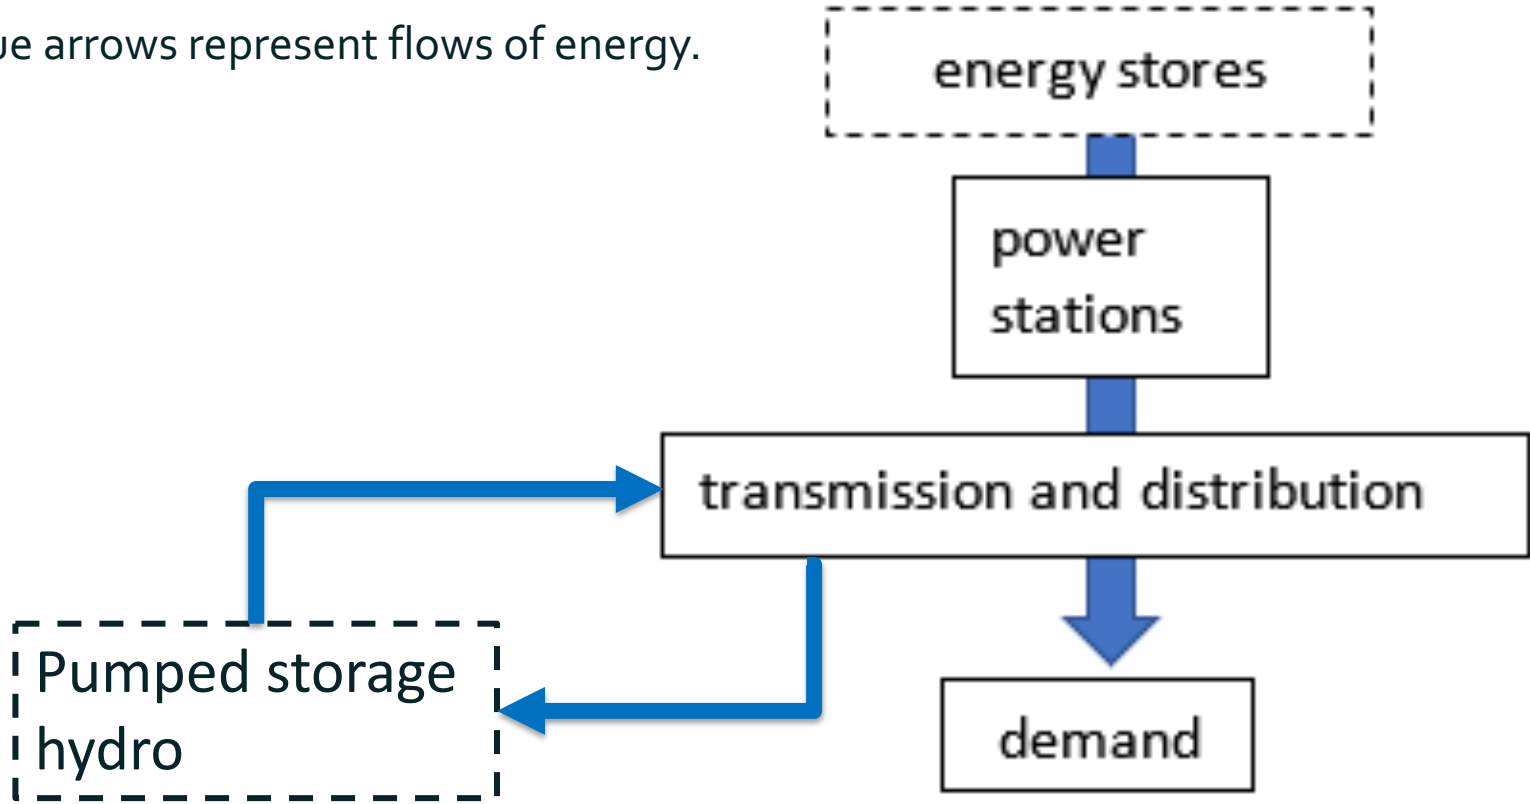 ue arrows represent flows of energy.
energy stores
power
stations
transmission and distribution
Pumped storage
hydro
demand